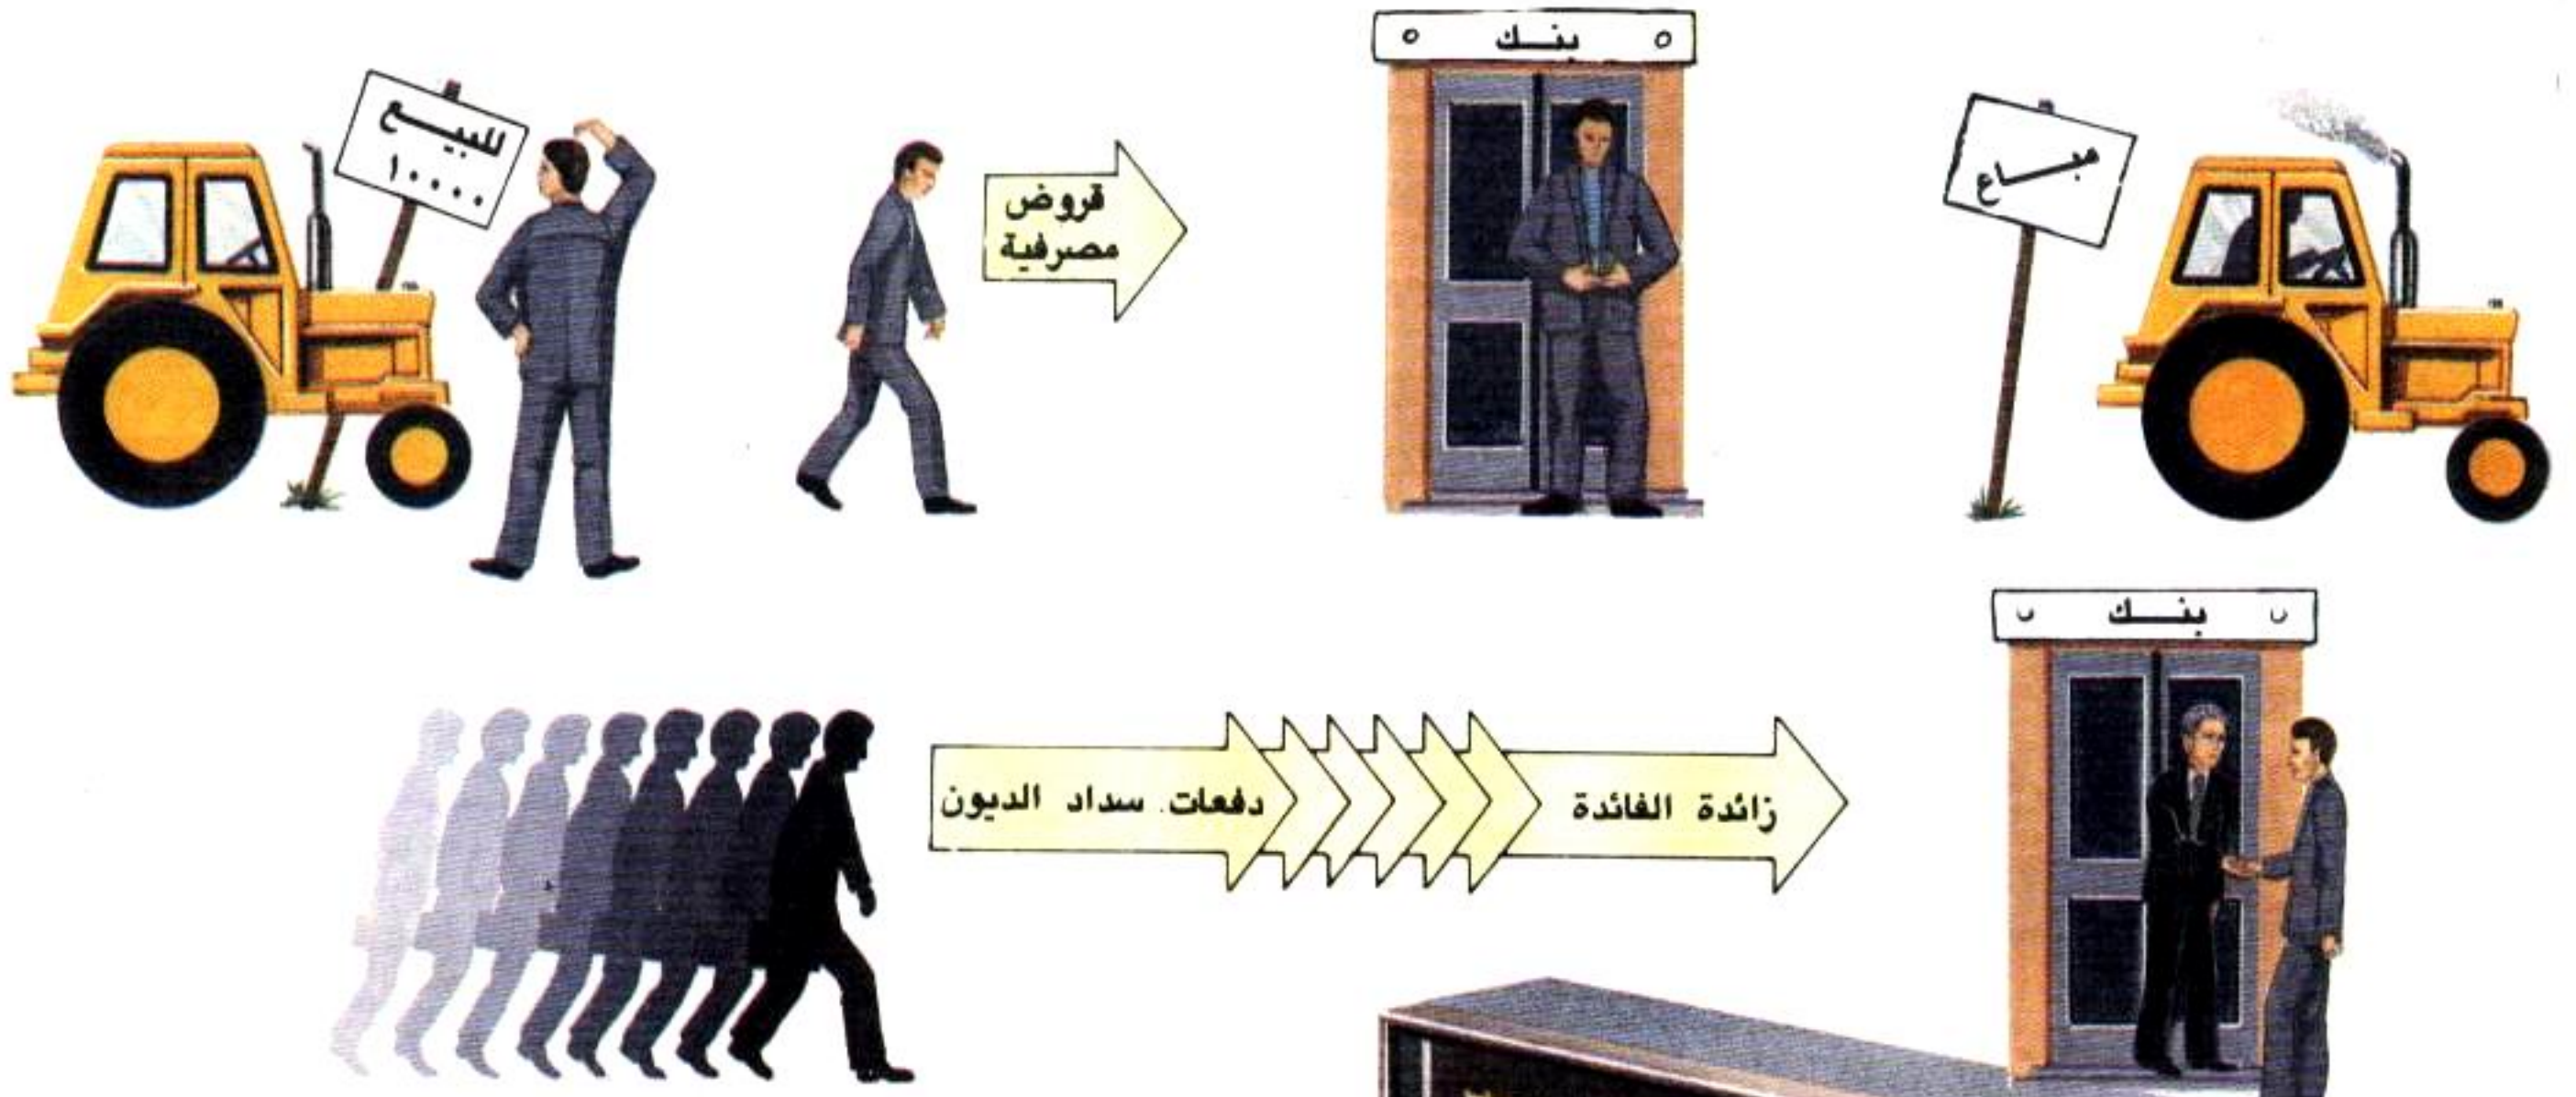 للبيع
١٠٠٠٠
قروض
مصرفية
بنك
مباع
دفعات سداد الديون
زائدة الفائدة
بنك